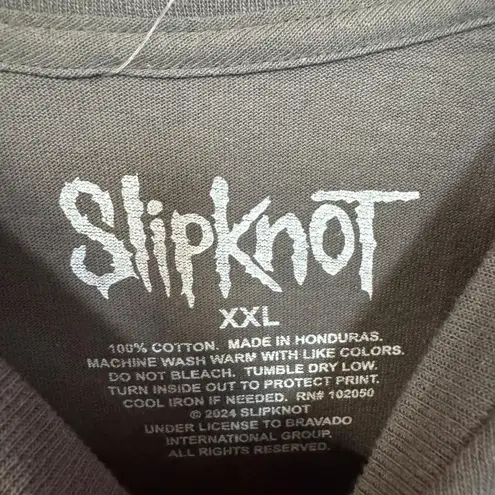 SlipKnoT
XXL
100% COTTON. MADE IN HONDURAS.
MACHINE WASH WARM WITH LIKE COLORS.
DO NOT BLEACH. TUMBLE DRY LOW.
TURN INSIDE OUT TO PROTECT PRINT.
COOL IRON IF NEEDED. RN# 102050
© 2024 SLIPKNOT
UNDER LICENSE TO BRAVADO
INTERNATIONAL GROUP.
ALL RIGHTS RESERVED.